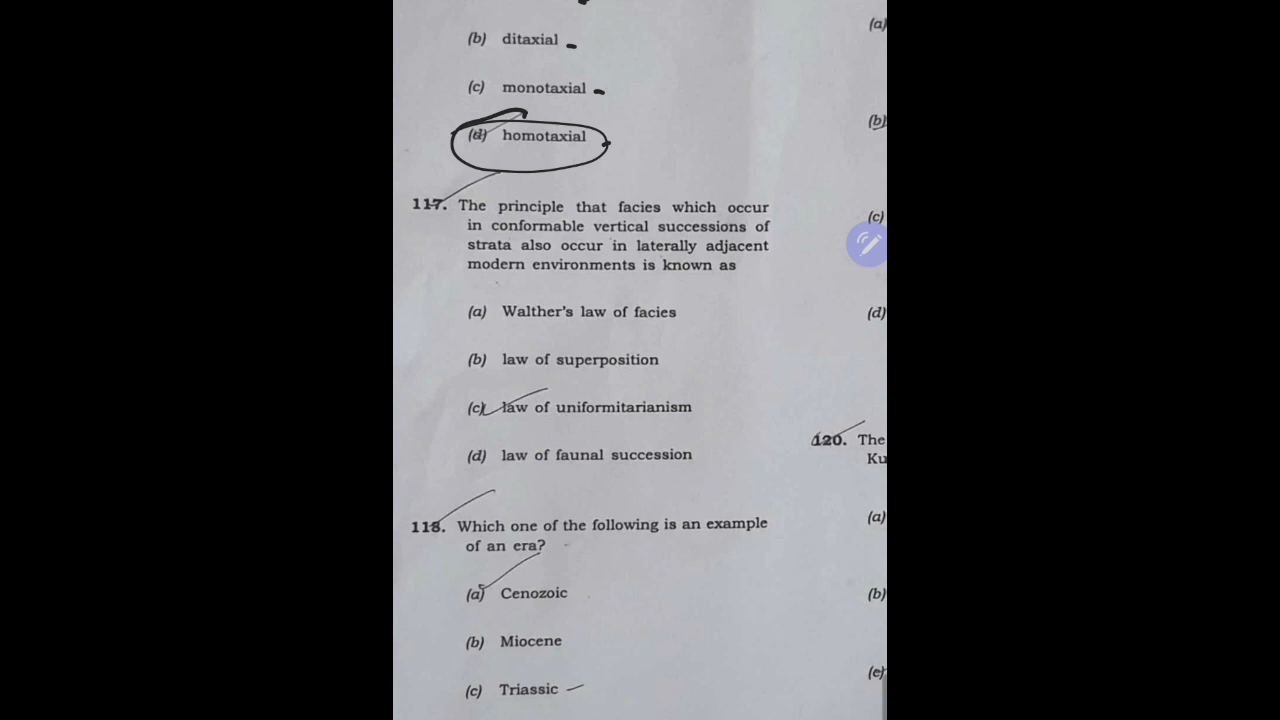 (b) ditaxial
(c) monotaxial
(d) homotaxial
117. The principle that facies which occur
in conformable vertical successions of
strata also occur in laterally adjacent
modern environments is known as
(a) Walther's law of facies
(b) law of superposition
(c) law of uniformitarianism
(d) law of faunal succession
118. Which one of the following is an example
of an era?
(a) Cenozoic
(b) Miocene
(c) Triassic
(a)
(b)
(c)
(d)
120. The
Ku
(a)
(b)
(c)